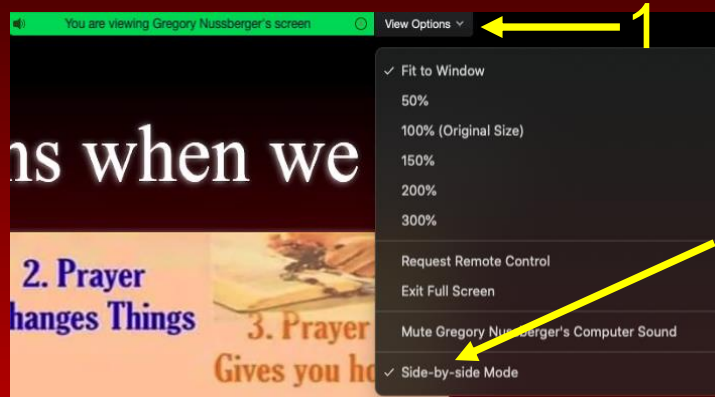 You are viewing Gregory Nussberger's screen
View Options
1
Fit to Window
50%
100% (Original Size)
150%
200%
300%
Request Remote Control
Exit Full Screen
Mute Gregory Nussberger's Computer Sound
Side-by-side Mode
ns when we
2. Prayer
hanges Things
3. Prayer
Gives you ho